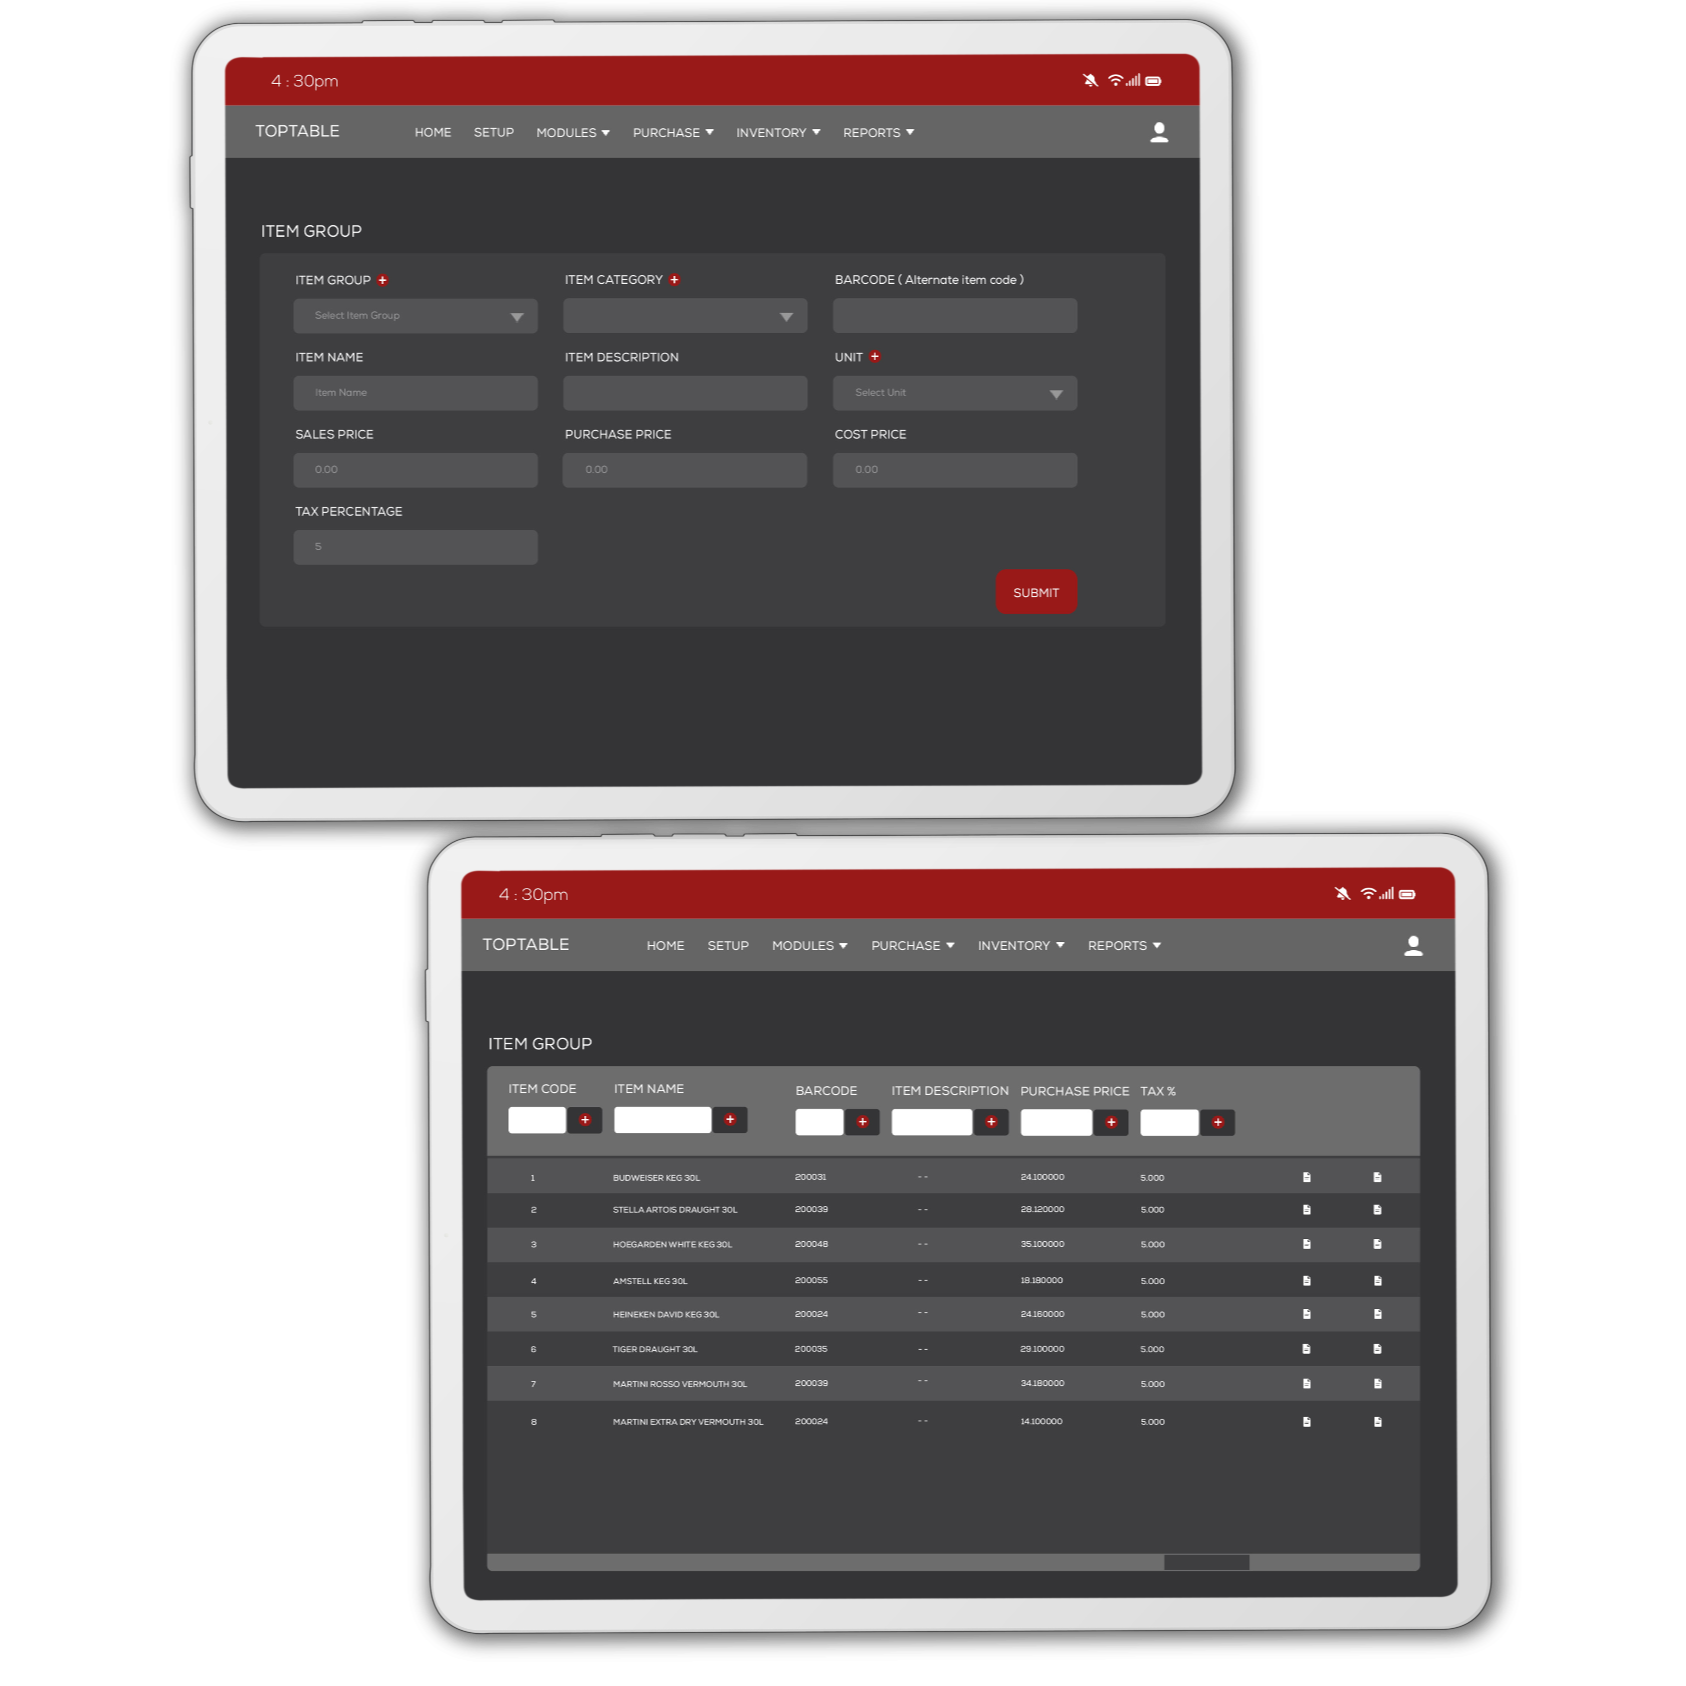 4 : 30pm
TOPTABLE HOME SETUP MODULES PURCHASE INVENTORY REPORTS
ITEM GROUP
ITEM GROUP ITEM CATEGORY BARCODE ( Alternate item code )
Select Item Group
ITEM NAME ITEM DESCRIPTION UNIT
Item Name Select Unit
SALES PRICE PURCHASE PRICE COST PRICE
0.00 0.00 0.00
TAX PERCENTAGE
5
SUBMIT
4 : 30pm
TOPTABLE HOME SETUP MODULES PURCHASE INVENTORY REPORTS
ITEM GROUP
ITEM CODE ITEM NAME BARCODE ITEM DESCRIPTION PURCHASE PRICE TAX %
1 BUDWEISER KEG 30L 200031 - - 24.100000 5.000
2 STELLA ARTOIS DRAUGHT 30L 200039 - - 28.120000 5.000
3 HOEGARDEN WHITE KEG 30L 200048 - - 35.100000 5.000
4 AMSTELL KEG 30L 200055 - - 18.180000 5.000
5 HEINEKEN DAVID KEG 30L 200024 - - 24.160000 5.000
6 TIGER DRAUGHT 30L 200035 - - 29.100000 5.000
7 MARTINI ROSSO VERMOUTH 30L 200039 - - 34.180000 5.000
8 MARTINI EXTRA DRY VERMOUTH 30L 200024 - - 14.100000 5.000